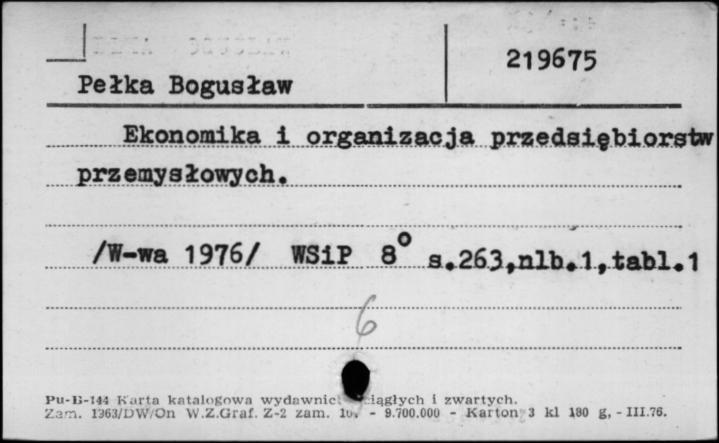 219675
Pełka Bogusław
Ekonomika i organizacja przedsiębiorstw
przemysłowych.
/W-wa 1976/ WSiP 8° s.263,nlb.1,tabl.1
6
Pu-B-144 Karta katalogowa wydawnict ciągłych i zwartych.
Zam. 1963/DW/On W.Z.Graf. Z-2 zam. - 9.700.000 - Karton 3 kl 180 g, - III.76.